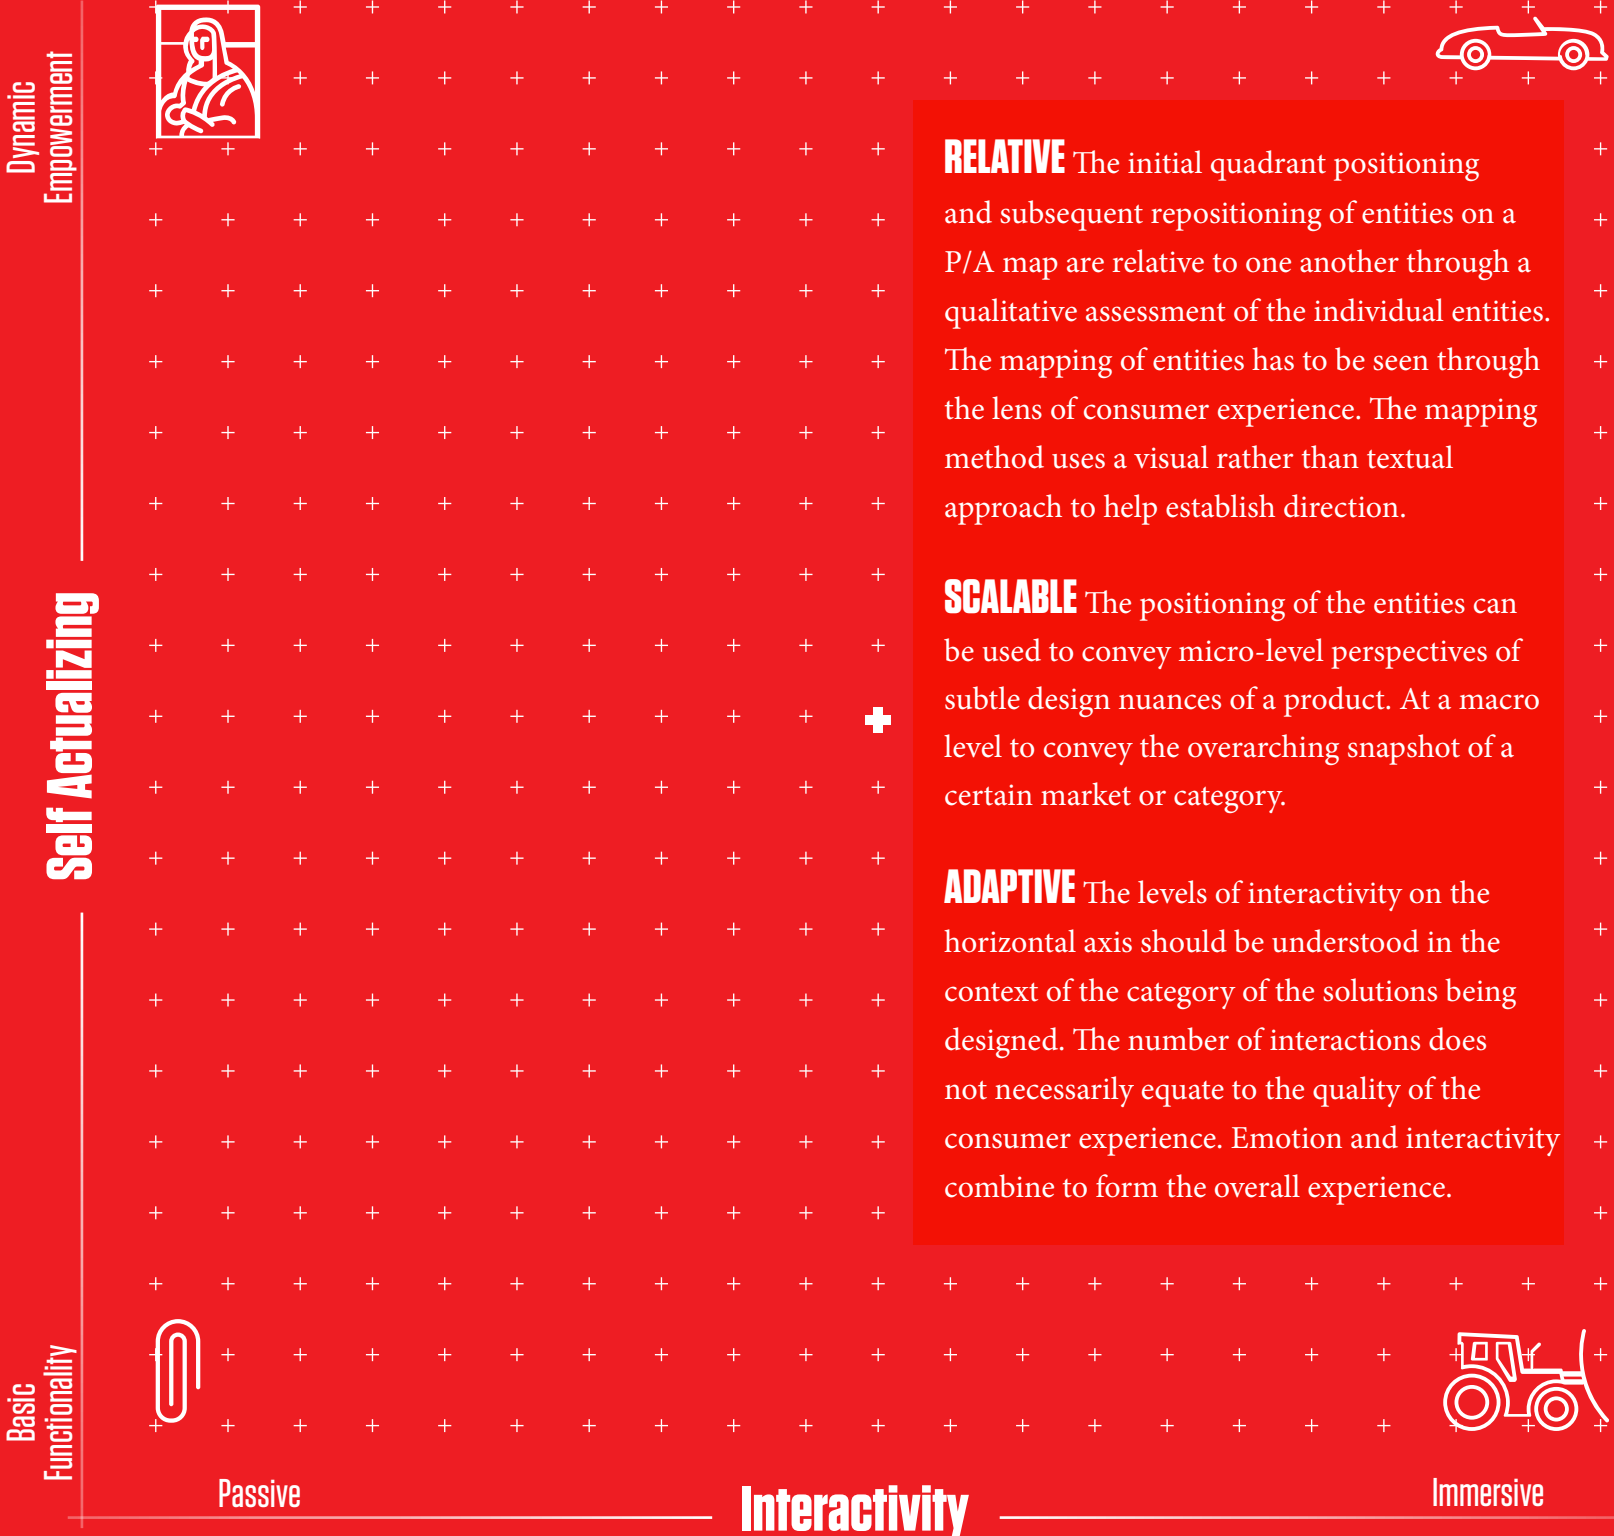 Dynamic
Empowerment
RELATIVE The initial quadrant positioning
and subsequent repositioning of entities on a
P/A map are relative to one another through a
qualitative assessment of the individual entities.
The mapping of entities has to be seen through
the lens of consumer experience. The mapping
method uses a visual rather than textual
approach to help establish direction.
SCALABLE The positioning of the entities can
be used to convey micro-level perspectives of
subtle design nuances of a product. At a macro
level to convey the overarching snapshot of a
certain market or category.
Self Actualizing
ADAPTIVE The levels of interactivity on the
horizontal axis should be understood in the
context of the category of the solutions being
designed. The number of interactions does
not necessarily equate to the quality of the
consumer experience. Emotion and interactivity
combine to form the overall experience.
Basic
Functionality
Passive
Interactivity
Immersive